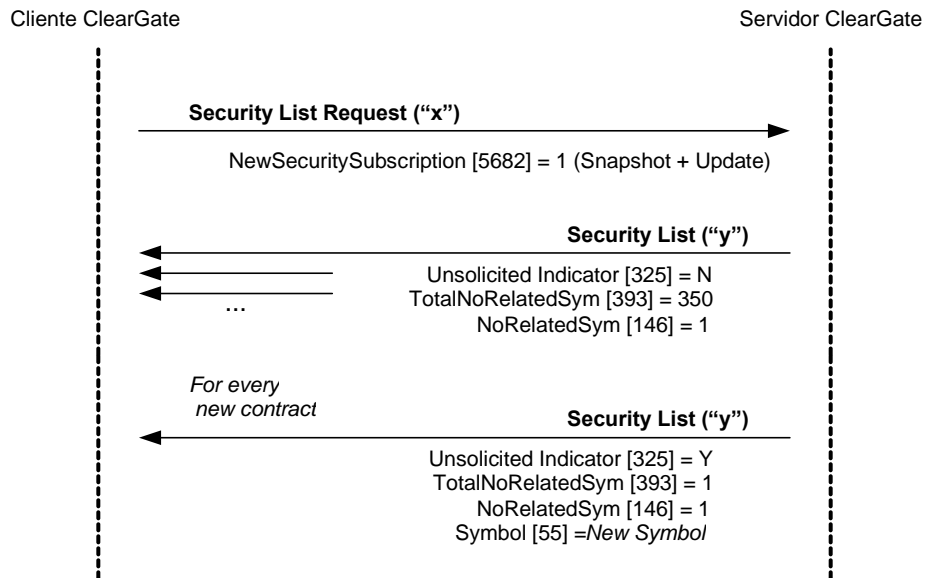 Cliente ClearGate
Servidor ClearGate
Security List Request (“x”)
NewSecuritySubscription [5682] = 1 (Snapshot + Update)
Security List (“y”)
Unsolicited Indicator [325] = N
TotalNoRelatedSym [393] = 350
NoRelatedSym [146] = 1
...
For every
new contract
Security List (“y”)
Unsolicited Indicator [325] = Y
TotalNoRelatedSym [393] = 1
NoRelatedSym [146] = 1
Symbol [55] =New Symbol